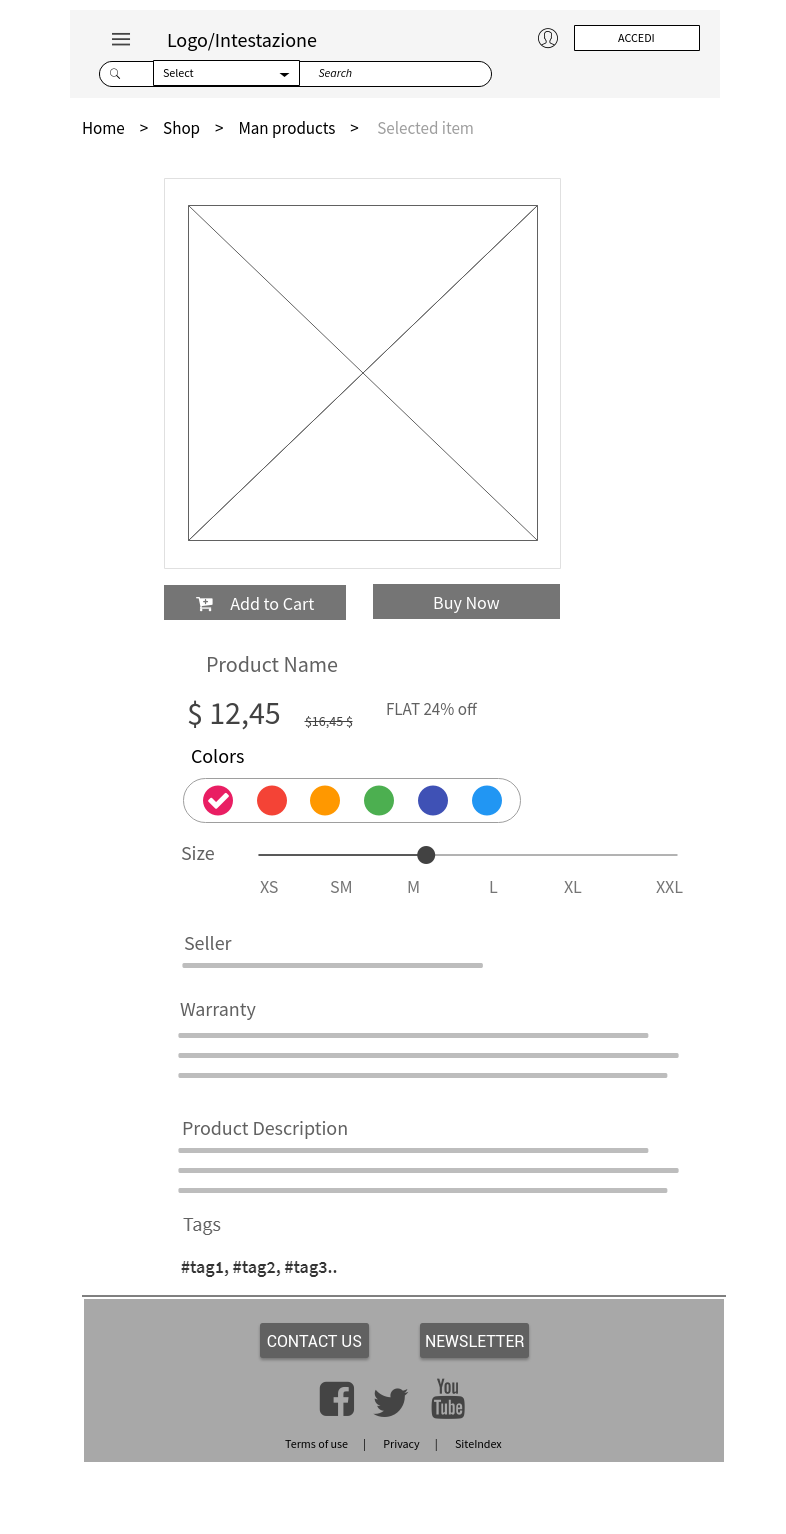 Logo/Intestazione
ACCEDI
Select
Search
Home > Shop > Man products > Selected item
Add to Cart
Buy Now
Product Name
$ 12,45 $16,45 $ FLAT 24% off
Colors
Size
XS SM M L XL XXL
Seller
Warranty
Product Description
Tags
#tag1, #tag2, #tag3..
CONTACT US
NEWSLETTER
You
Tube
Terms of use | Privacy | SiteIndex